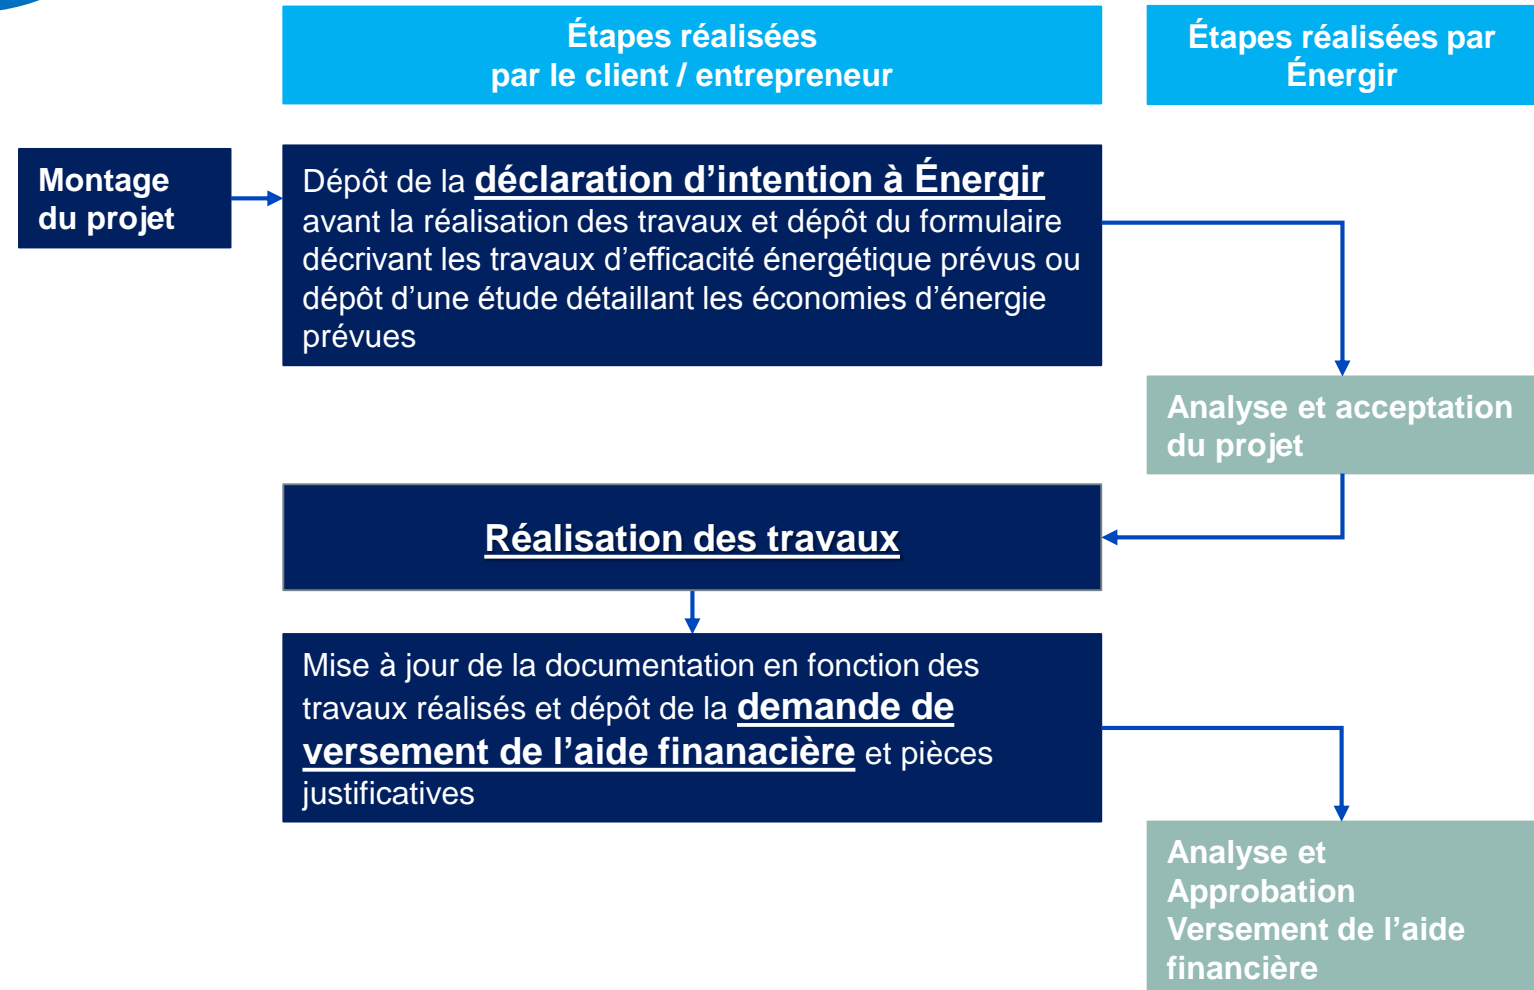 Étapes réalisées
par le client / entrepreneur
Étapes réalisées par
Énergir
Montage
du projet
Dépôt de la déclaration d’intention à Énergir
avant la réalisation des travaux et dépôt du formulaire
décrivant les travaux d’efficacité énergétique prévus ou
dépôt d’une étude détaillant les économies d’énergie
prévues
Analyse et acceptation
du projet
Réalisation des travaux
Mise à jour de la documentation en fonction des
travaux réalisés et dépôt de la demande de
versement de l’aide finanacière et pièces
justificatives
Analyse et
Approbation
Versement de l’aide
financière